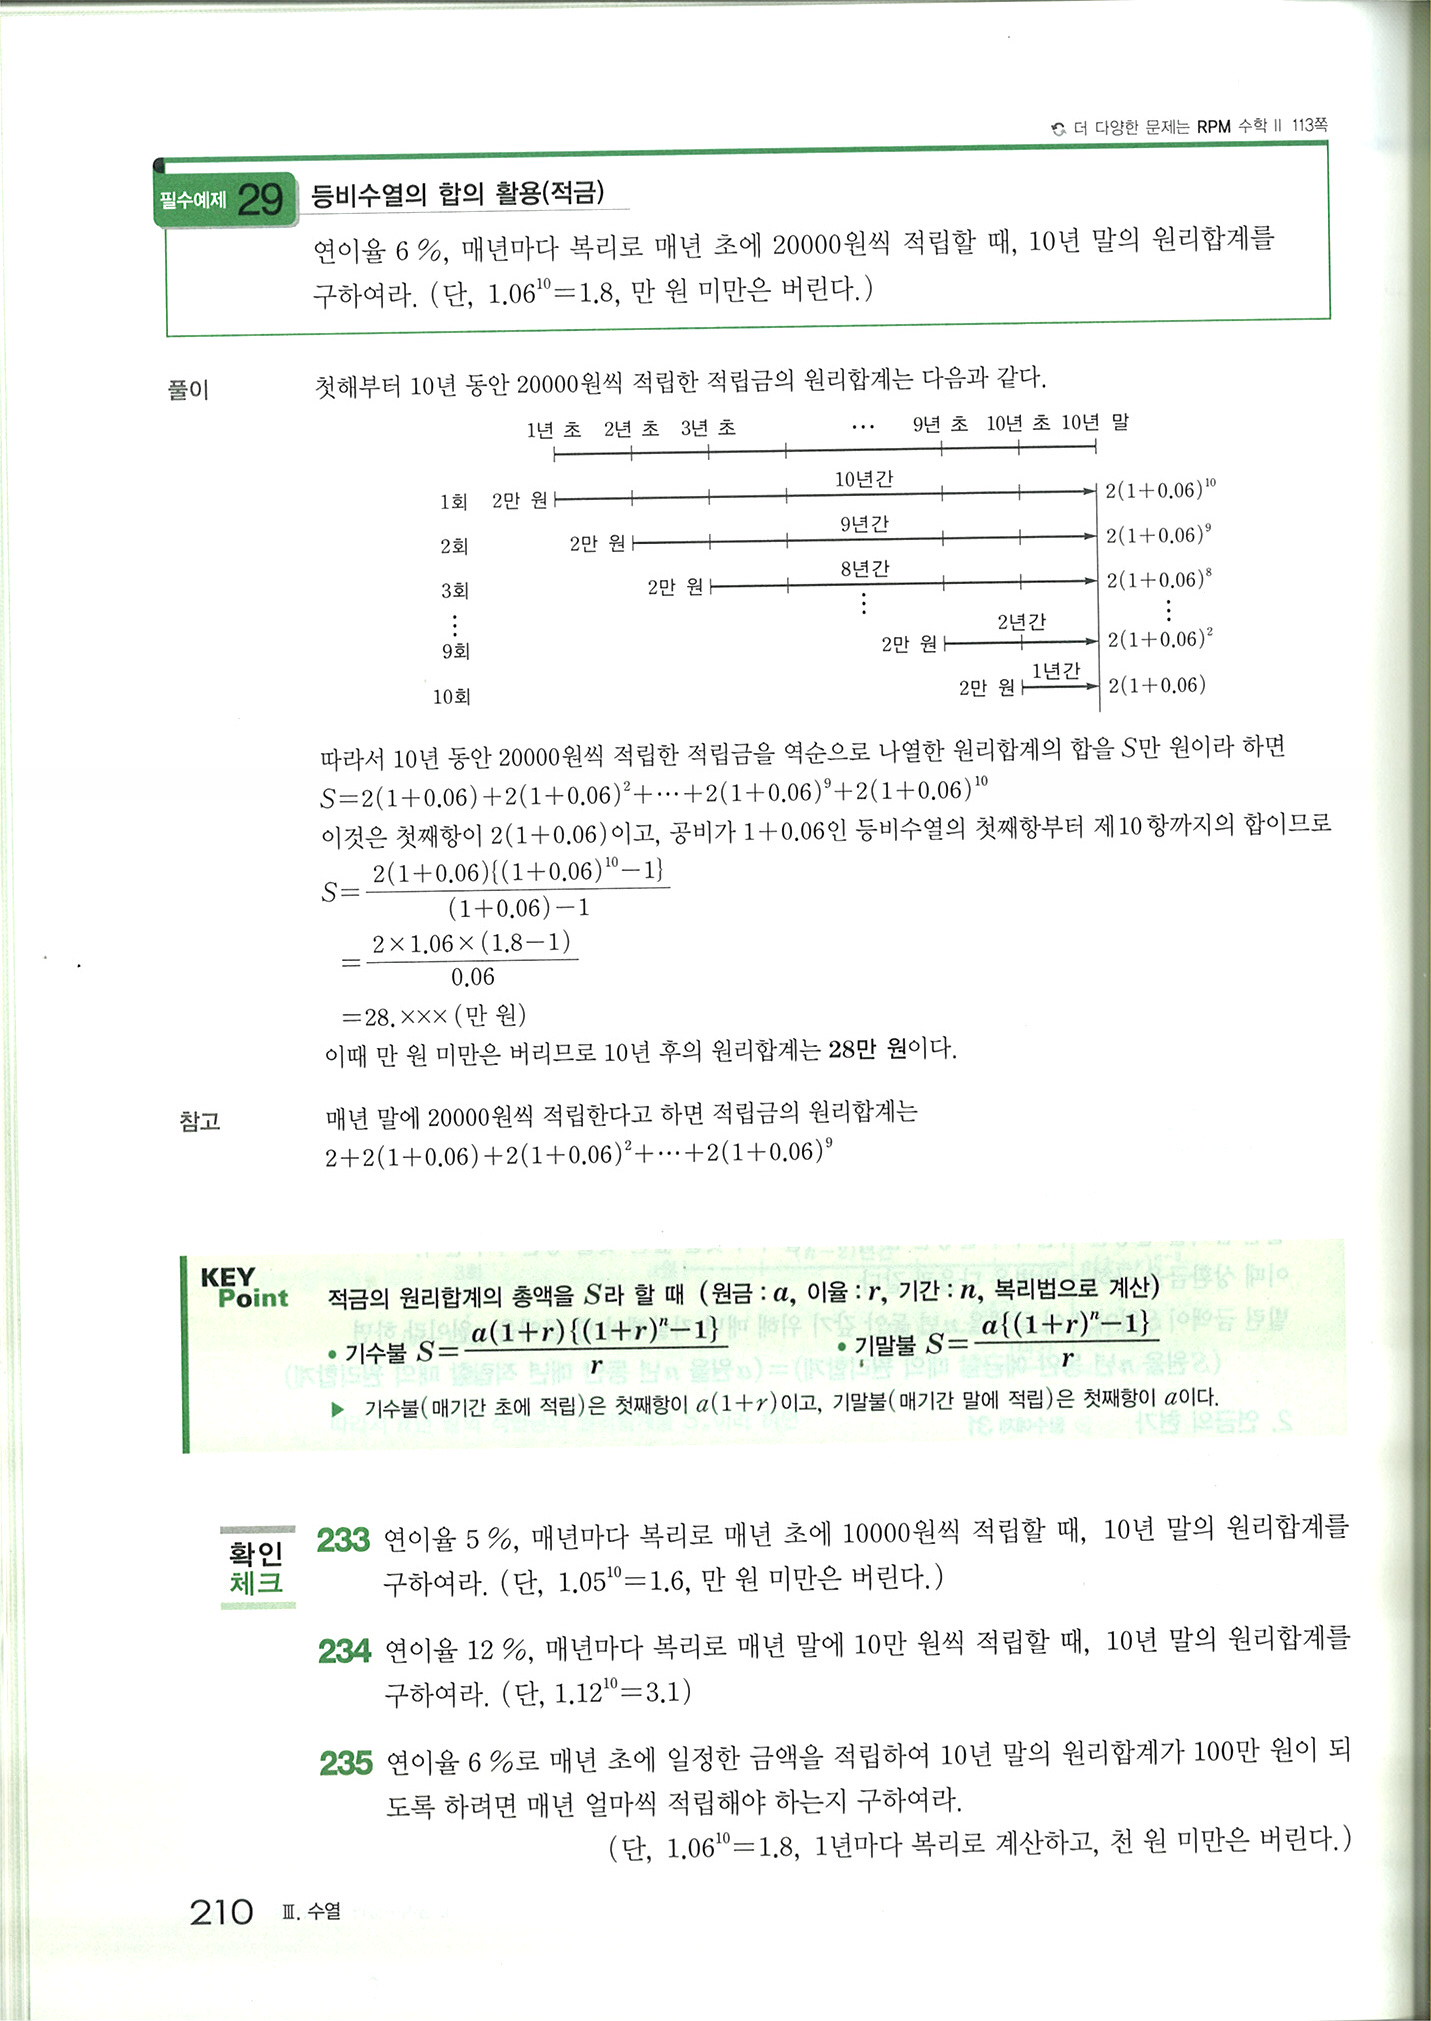 더 다양한 문제는 RPM 수학 II 113쪽
필수예제 29 등비수열의 합의 활용(적금)
연이율 6 %, 매년마다 복리로 매년 초에 20000원씩 적립할 때, 10년 말의 원리합계를
구하여라. (단, 1.06¹⁰=1.8, 만 원 미만은 버린다.)
풀이 첫해부터 10년 동안 20000원씩 적립한 적립금의 원리합계는 다음과 같다.
1년 초 2년 초 3년 초 ⋯ 9년 초 10년 초 10년 말
1회 2만 원 10년간 2(1+0.06)¹⁰
2회 2만 원 9년간 2(1+0.06)⁹
3회 2만 원 8년간 2(1+0.06)⁸
⋮ ⋮ ⋮
9회 2만 원 2년간 2(1+0.06)²
10회 2만 원 1년간 2(1+0.06)
따라서 10년 동안 20000원씩 적립한 적립금을 역순으로 나열한 원리합계의 합을 S만 원이라 하면
S=2(1+0.06)+2(1+0.06)²+⋯+2(1+0.06)⁹+2(1+0.06)¹⁰
이것은 첫째항이 2(1+0.06)이고, 공비가 1+0.06인 등비수열의 첫째항부터 제10항까지의 합이므로
S=2(1+0.06){(1+0.06)¹⁰-1}
(1+0.06)-1
=2×1.06×(1.8-1)
0.06
=28.×××(만 원)
이때 만 원 미만은 버리므로 10년 후의 원리합계는 28만 원이다.
참고 매년 말에 20000원씩 적립한다고 하면 적립금의 원리합계는
2+2(1+0.06)+2(1+0.06)²+⋯+2(1+0.06)⁹
KEY Point
적금의 원리합계의 총액을 S라 할 때 (원금 : a, 이율 : r, 기간 : n, 복리법으로 계산)
• 기수불 S=a(1+r){(1+r)ⁿ-1} • 기말불 S=a{(1+r)ⁿ-1}
r r
▶ 기수불(매기간 초에 적립)은 첫째항이 a(1+r)이고, 기말불(매기간 말에 적립)은 첫째항이 a이다.
확인
체크
233 연이율 5 %, 매년마다 복리로 매년 초에 10000원씩 적립할 때, 10년 말의 원리합계를
구하여라. (단, 1.05¹⁰=1.6, 만 원 미만은 버린다.)
234 연이율 12 %, 매년마다 복리로 매년 말에 10만 원씩 적립할 때, 10년 말의 원리합계를
구하여라. (단, 1.12¹⁰=3.1)
235 연이율 6 %로 매년 초에 일정한 금액을 적립하여 10년 말의 원리합계가 100만 원이 되
도록 하려면 매년 얼마씩 적립해야 하는지 구하여라.
(단, 1.06¹⁰=1.8, 1년마다 복리로 계산하고, 천 원 미만은 버린다.)
210 Ⅲ. 수열